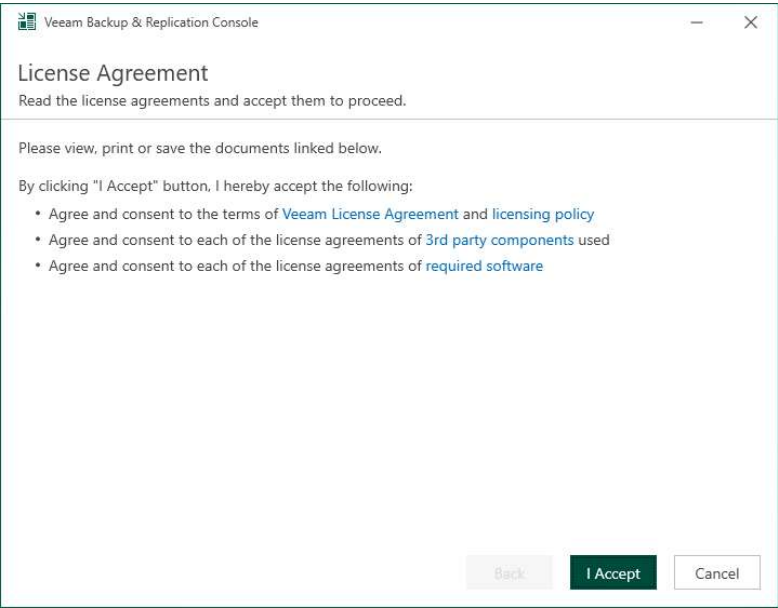 Veeam Backup & Replication Console
License Agreement
Read the license agreements and accept them to proceed.
Please view, print or save the documents linked below.
By clicking "I Accept" button, I hereby accept the following:
• Agree and consent to the terms of Veeam License Agreement and licensing policy
• Agree and consent to each of the license agreements of 3rd party components used
• Agree and consent to each of the license agreements of required software
Back
I Accept
Cancel